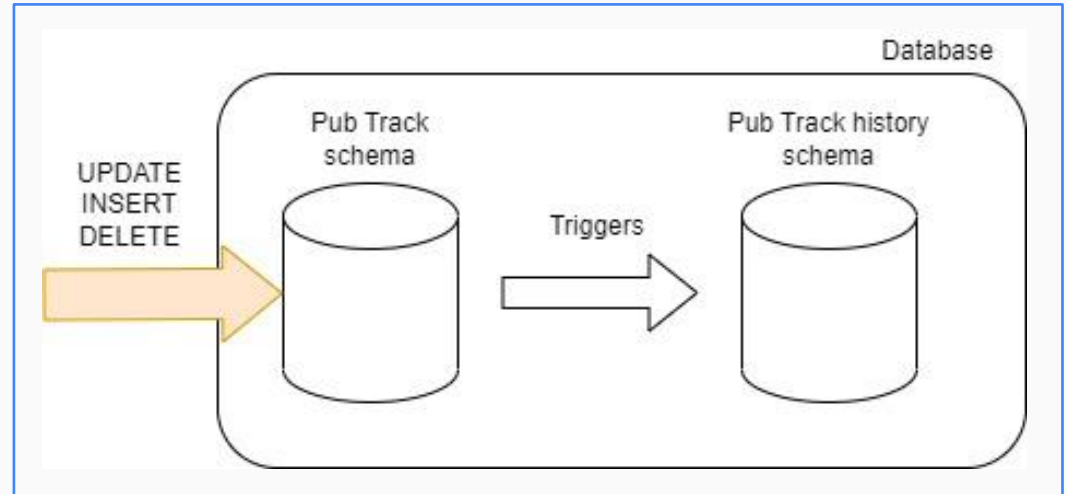 Database
Pub Track
schema
Pub Track history
schema
UPDATE
INSERT
DELETE
Triggers